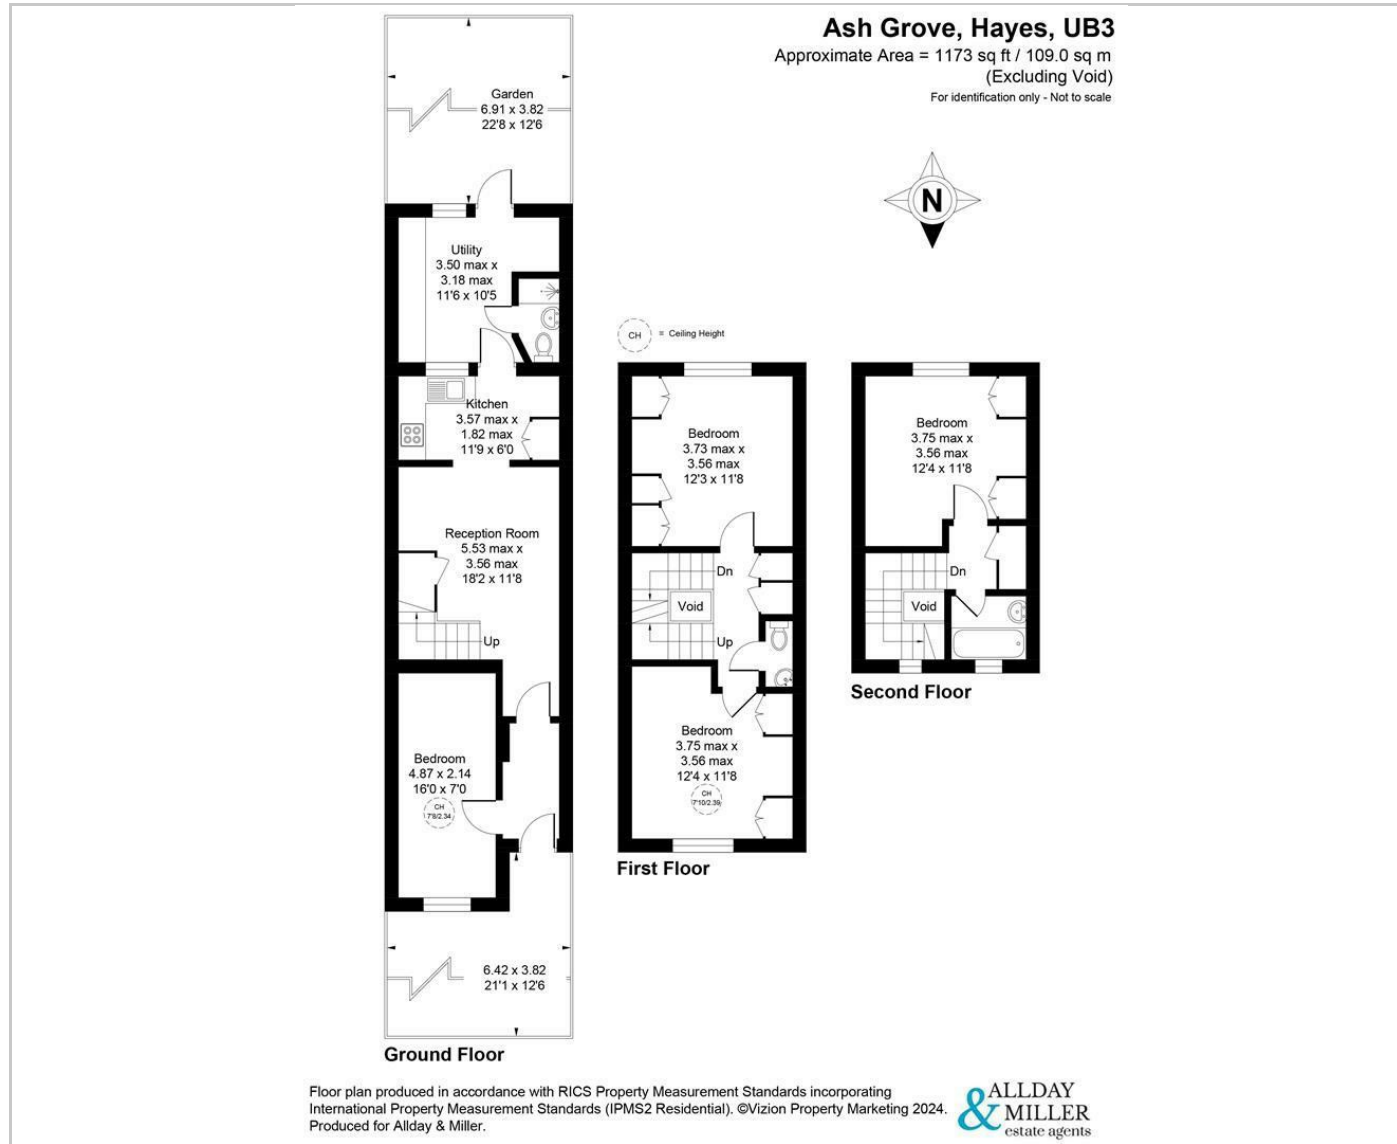 Ash Grove, Hayes, UB3
Approximate Area = 1173 sq ft / 109.0 sq m
(Excluding Void)
For identification only - Not to scale
N
Garden
6.91 x 3.82
22'8 x 12'6
Utility
3.50 max x
3.18 max
11'6 x 10'5
Kitchen
3.57 max x
1.82 max
11'9 x 6'0
Reception Room
5.53 max x
3.56 max
18'2 x 11'8
Up
Bedroom
4.87 x 2.14
16'0 x 7'0
CH
7'8/2.34
6.42 x 3.82
21'1 x 12'6
Ground Floor
CH = Ceiling Height
Bedroom
3.73 max x
3.56 max
12'3 x 11'8
Dn
Void
Up
Bedroom
3.75 max x
3.56 max
12'4 x 11'8
CH
7'10/2.39
First Floor
Bedroom
3.75 max x
3.56 max
12'4 x 11'8
Dn
Void
Second Floor
Floor plan produced in accordance with RICS Property Measurement Standards incorporating
International Property Measurement Standards (IPMS2 Residential). ©Vizion Property Marketing 2024.
Produced for Allday & Miller.
ALLDAY
& MILLER
estate agents